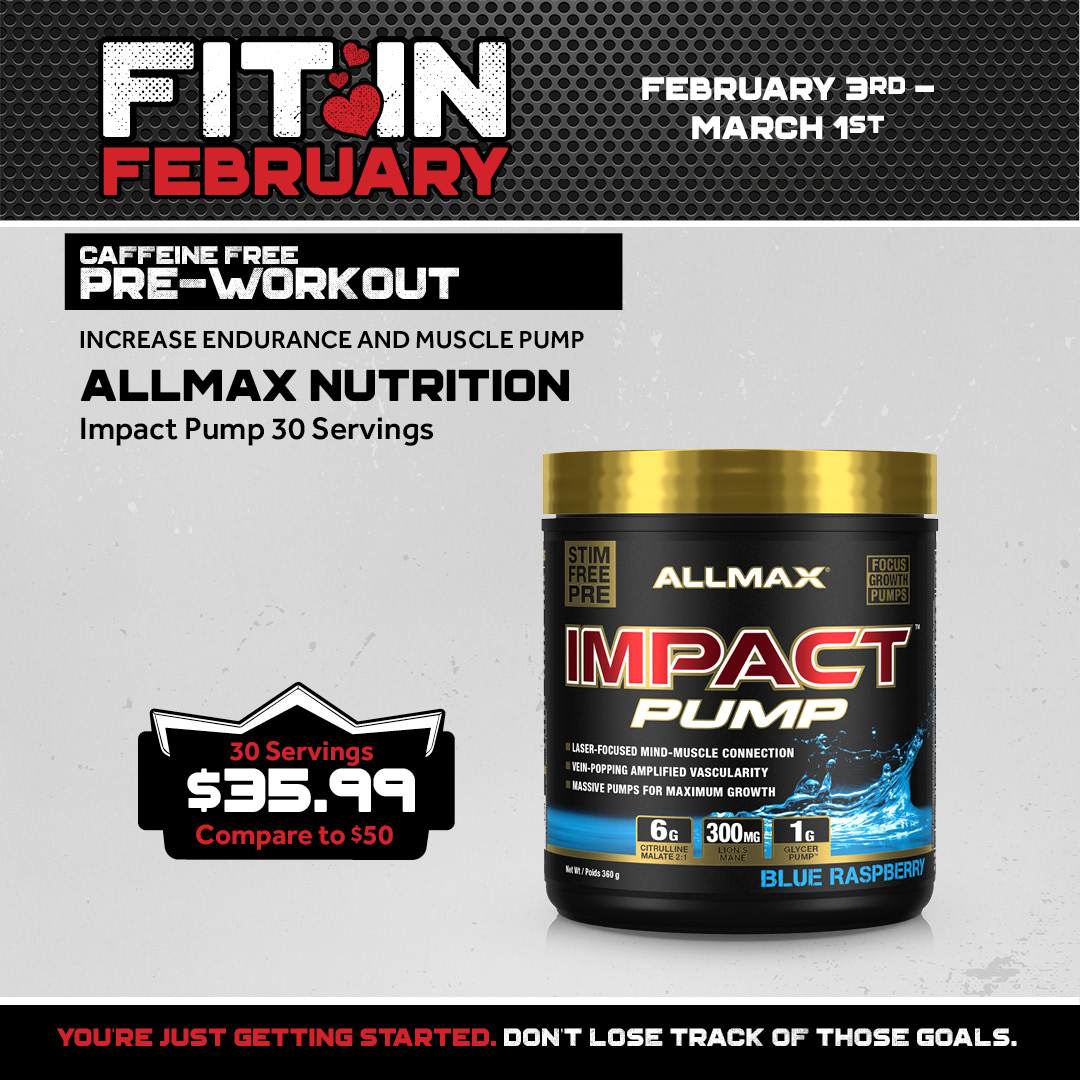 FIT IN
FEBRUARY
FEBRUARY 3RD –
MARCH 1ST
CAFFEINE FREE
PRE-WORKOUT
INCREASE ENDURANCE AND MUSCLE PUMP
ALLMAX NUTRITION
Impact Pump 30 Servings
STIM
FREE
PRE
ALLMAX®
FOCUS
GROWTH
PUMPS
IMPACT™
PUMP
LASER-FOCUSED MIND-MUSCLE CONNECTION
VEIN-POPPING AMPLIFIED VASCULARITY
MASSIVE PUMPS FOR MAXIMUM GROWTH
6G
CITRULLINE
MALATE 2:1
300MG
LION'S
MANE
1G
GLYCER
PUMP™
Net Wt / Poids 360 g
BLUE RASPBERRY
30 Servings
$35.99
Compare to $50
YOU'RE JUST GETTING STARTED. DON'T LOSE TRACK OF THOSE GOALS.